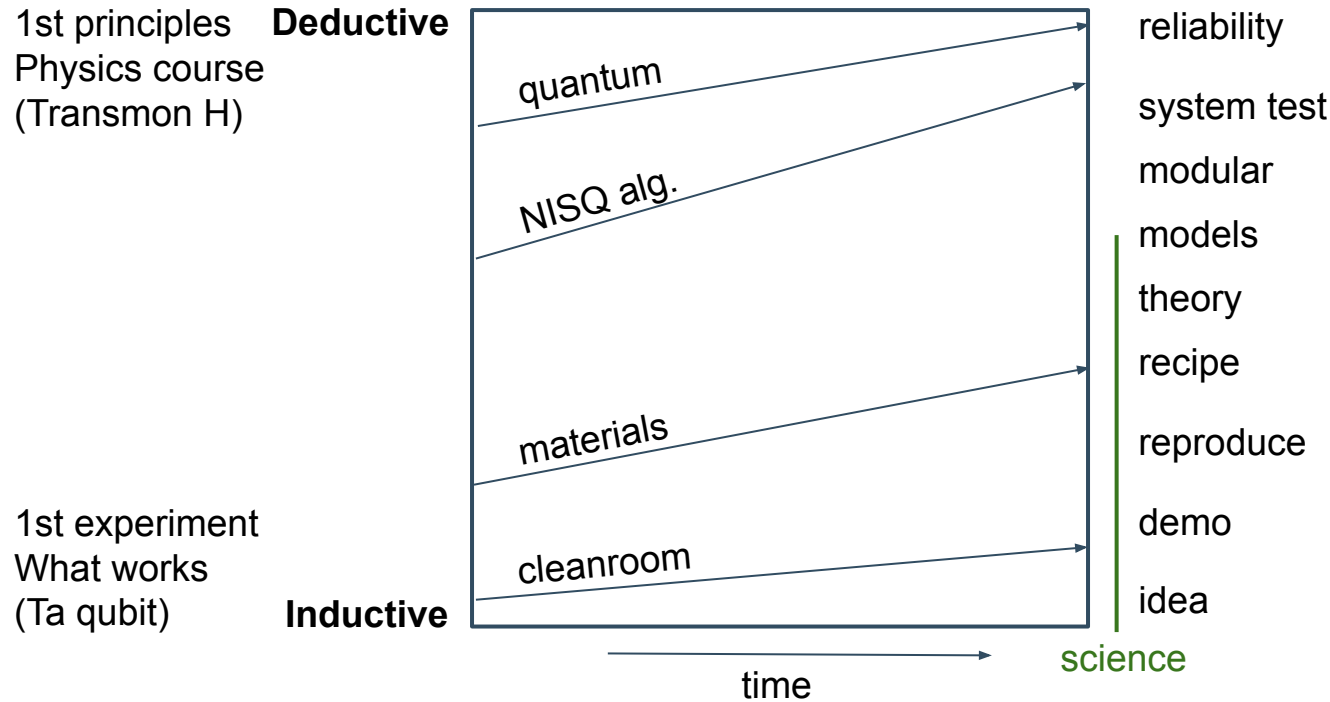 1st principles
Physics course
(Transmon H)
Deductive
quantum
NISQ alg.
materials
cleanroom
1st experiment
What works
(Ta qubit)
Inductive
time
reliability
system test
modular
models
theory
recipe
reproduce
demo
idea
science